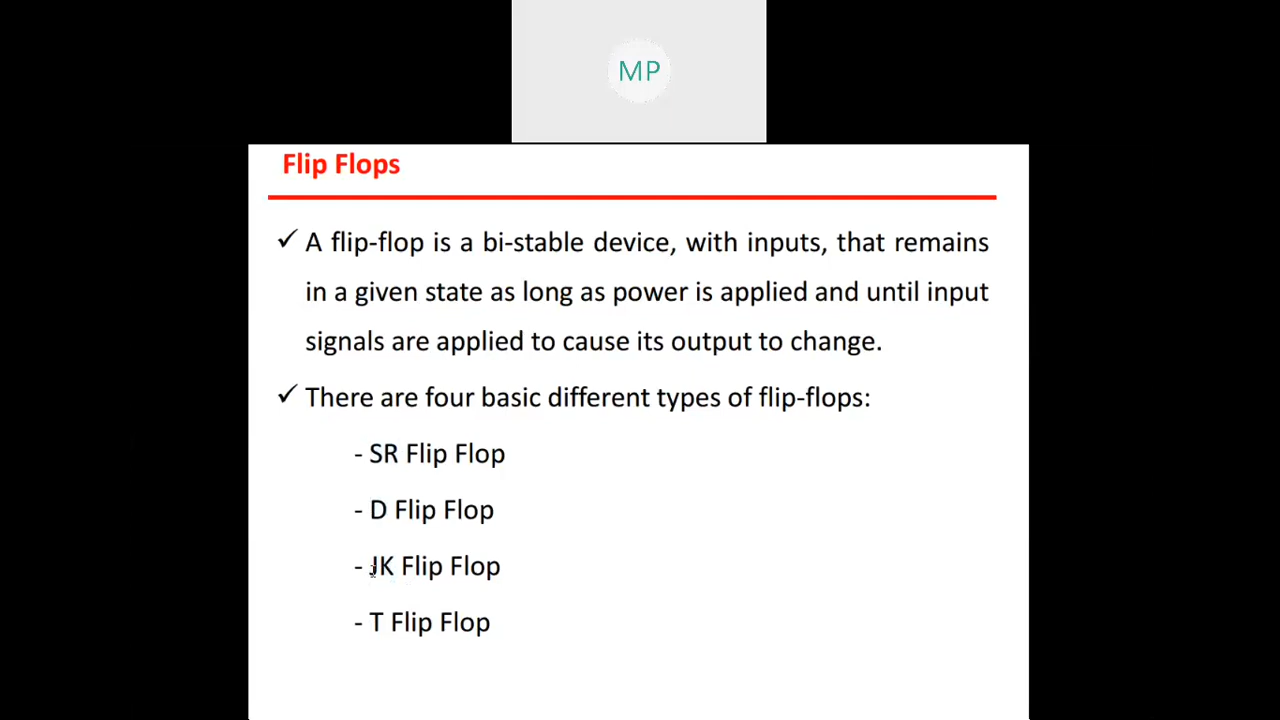 MP
Flip Flops
✓ A flip-flop is a bi-stable device, with inputs, that remains
in a given state as long as power is applied and until input
signals are applied to cause its output to change.
✓ There are four basic different types of flip-flops:
- SR Flip Flop
- D Flip Flop
- JK Flip Flop
- T Flip Flop